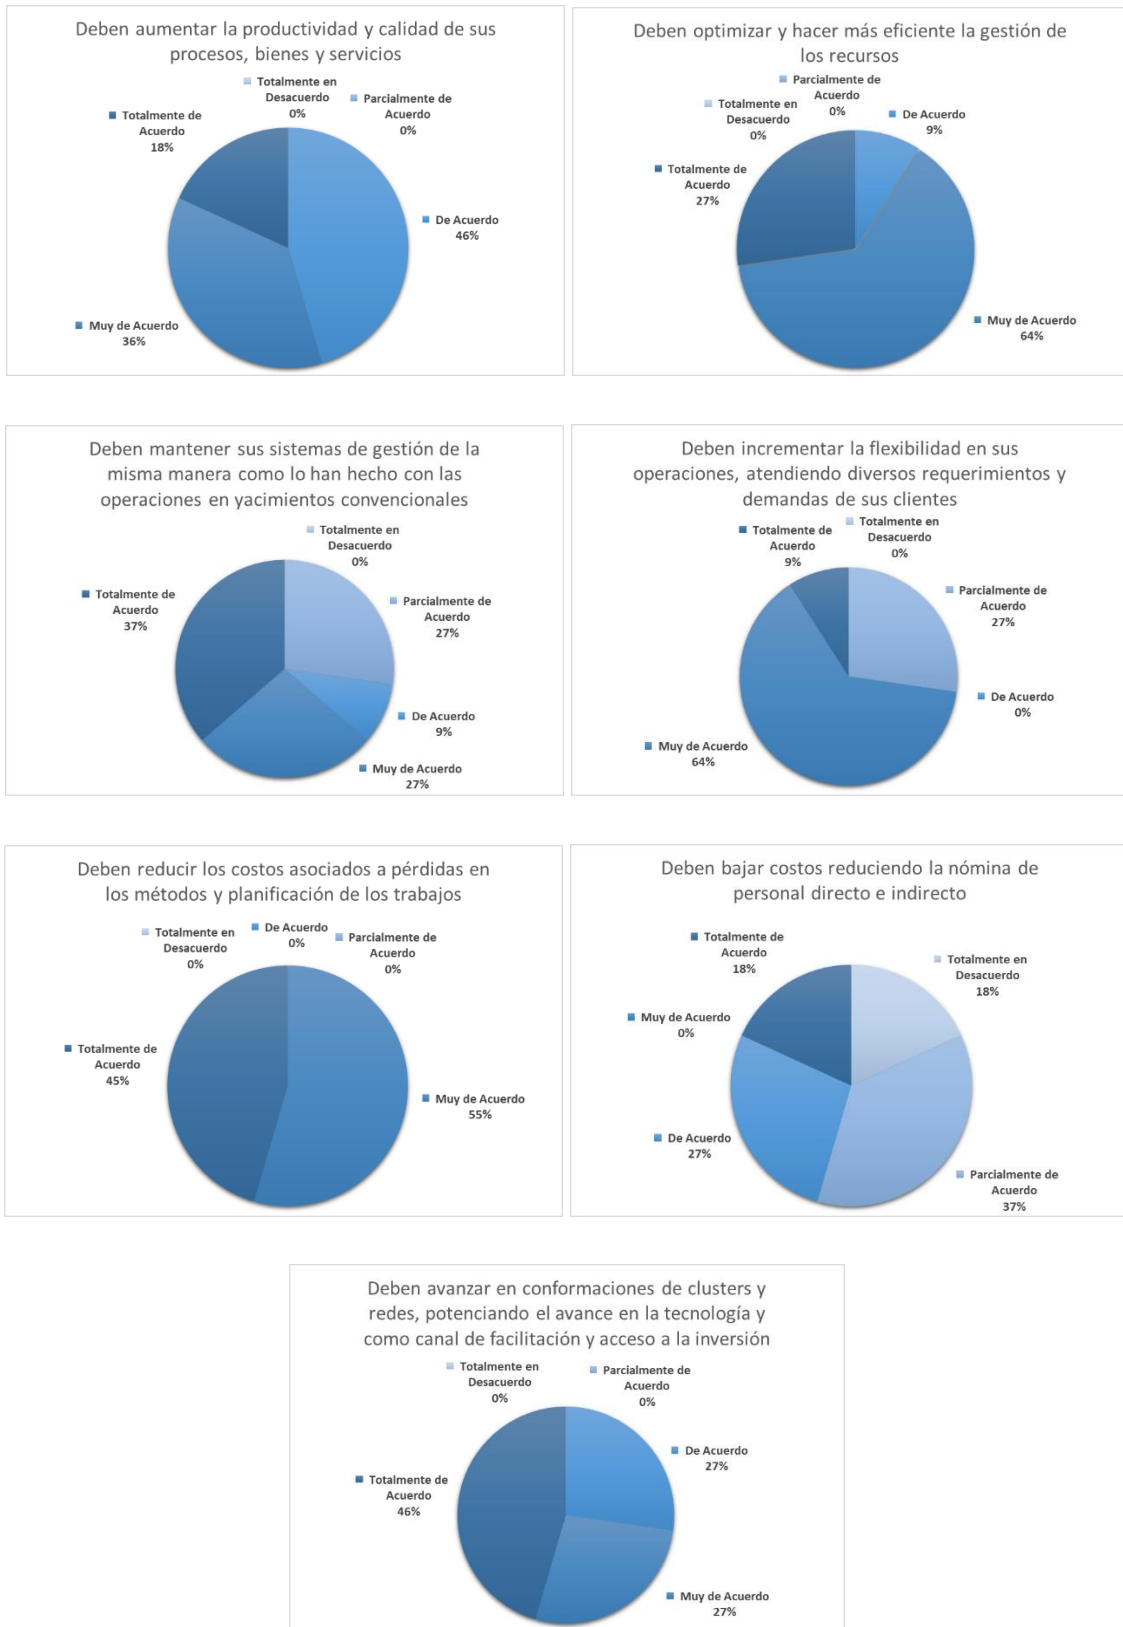 Deben aumentar la productividad y calidad de sus
procesos, bienes y servicios
Totalmente en
Desacuerdo
0%
Parcialmente de
Acuerdo
0%
Totalmente de
Acuerdo
18%
De Acuerdo
46%
Muy de Acuerdo
36%
Deben optimizar y hacer más eficiente la gestión de
los recursos
Parcialmente de
Acuerdo
0%
Totalmente en
Desacuerdo
0%
De Acuerdo
9%
Totalmente de
Acuerdo
27%
Muy de Acuerdo
64%
Deben mantener sus sistemas de gestión de la
misma manera como lo han hecho con las
operaciones en yacimientos convencionales
Totalmente en
Desacuerdo
0%
Totalmente de
Acuerdo
37%
Parcialmente de
Acuerdo
27%
De Acuerdo
9%
Muy de Acuerdo
27%
Deben incrementar la flexibilidad en sus
operaciones, atendiendo diversos requerimientos y
demandas de sus clientes
Totalmente en
Desacuerdo
0%
Totalmente de
Acuerdo
9%
Parcialmente de
Acuerdo
27%
De Acuerdo
0%
Muy de Acuerdo
64%
Deben reducir los costos asociados a pérdidas en
los métodos y planificación de los trabajos
Totalmente en
Desacuerdo
0%
De Acuerdo
0%
Parcialmente de
Acuerdo
0%
Totalmente de
Acuerdo
45%
Muy de Acuerdo
55%
Deben bajar costos reduciendo la nómina de
personal directo e indirecto
Totalmente de
Acuerdo
18%
Totalmente en
Desacuerdo
18%
Muy de Acuerdo
0%
De Acuerdo
27%
Parcialmente de
Acuerdo
37%
Deben avanzar en conformaciones de clusters y
redes, potenciando el avance en la tecnología y
como canal de facilitación y acceso a la inversión
Totalmente en
Desacuerdo
0%
Parcialmente de
Acuerdo
0%
De Acuerdo
27%
Totalmente de
Acuerdo
46%
Muy de Acuerdo
27%